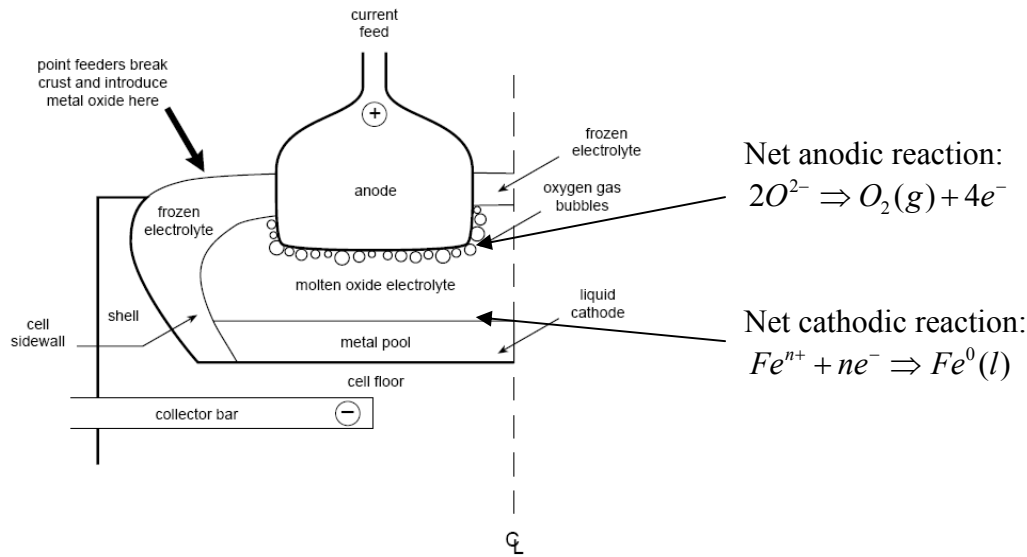 current
feed
point feeders break
crust and introduce
metal oxide here
+
anode
frozen
electrolyte
frozen
electrolyte
oxygen gas
bubbles
molten oxide electrolyte
liquid
cathode
cell
sidewall
shell
metal pool
cell floor
collector bar
−
℄
Net anodic reaction:
2O²⁻ ⇒ O₂(g) + 4e⁻
Net cathodic reaction:
Feⁿ⁺ + ne⁻ ⇒ Fe⁰(l)